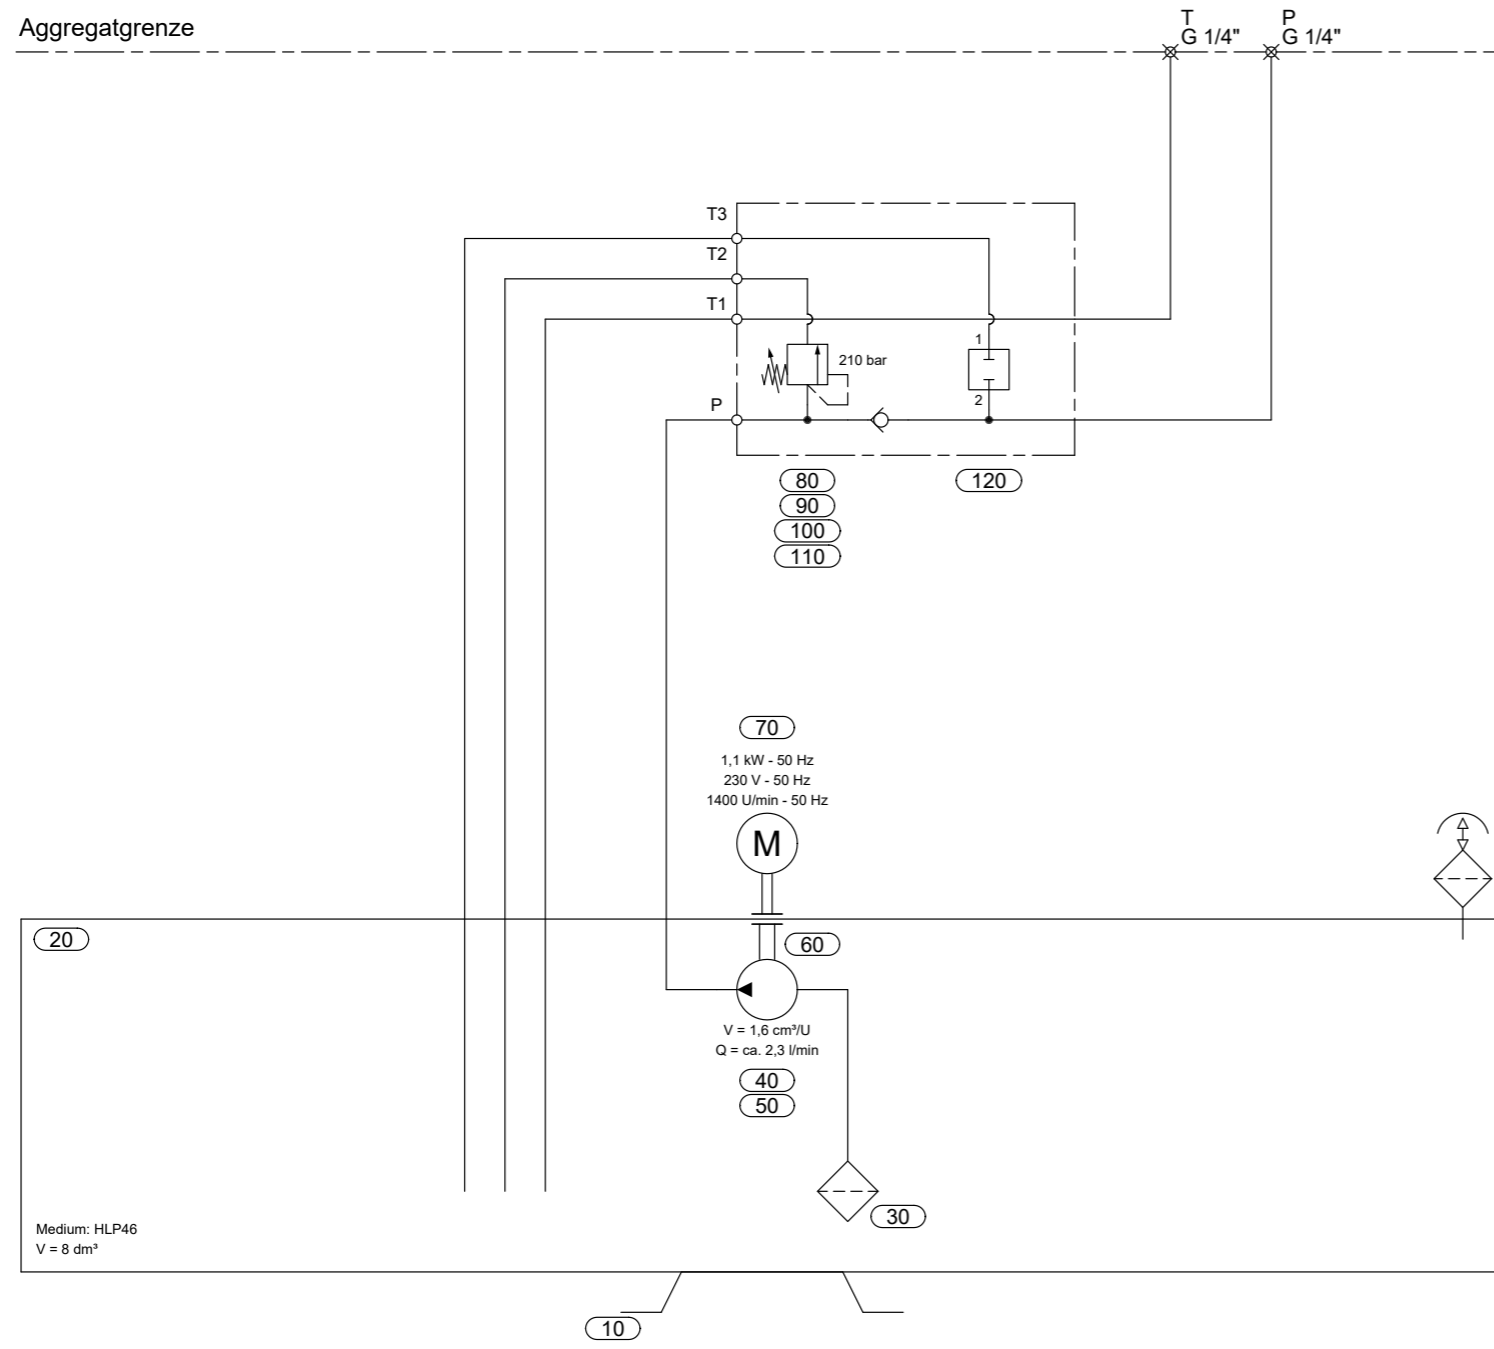 Aggregatgrenze
T
G 1/4"
P
G 1/4"
T3
T2
T1
P
210 bar
1
2
80
90
100
110
120
70
1,1 kW - 50 Hz
230 V - 50 Hz
1400 U/min - 50 Hz
M
20
60
V = 1,6 cm³/U
Q = ca. 2,3 l/min
40
50
30
Medium: HLP46
V = 8 dm³
10